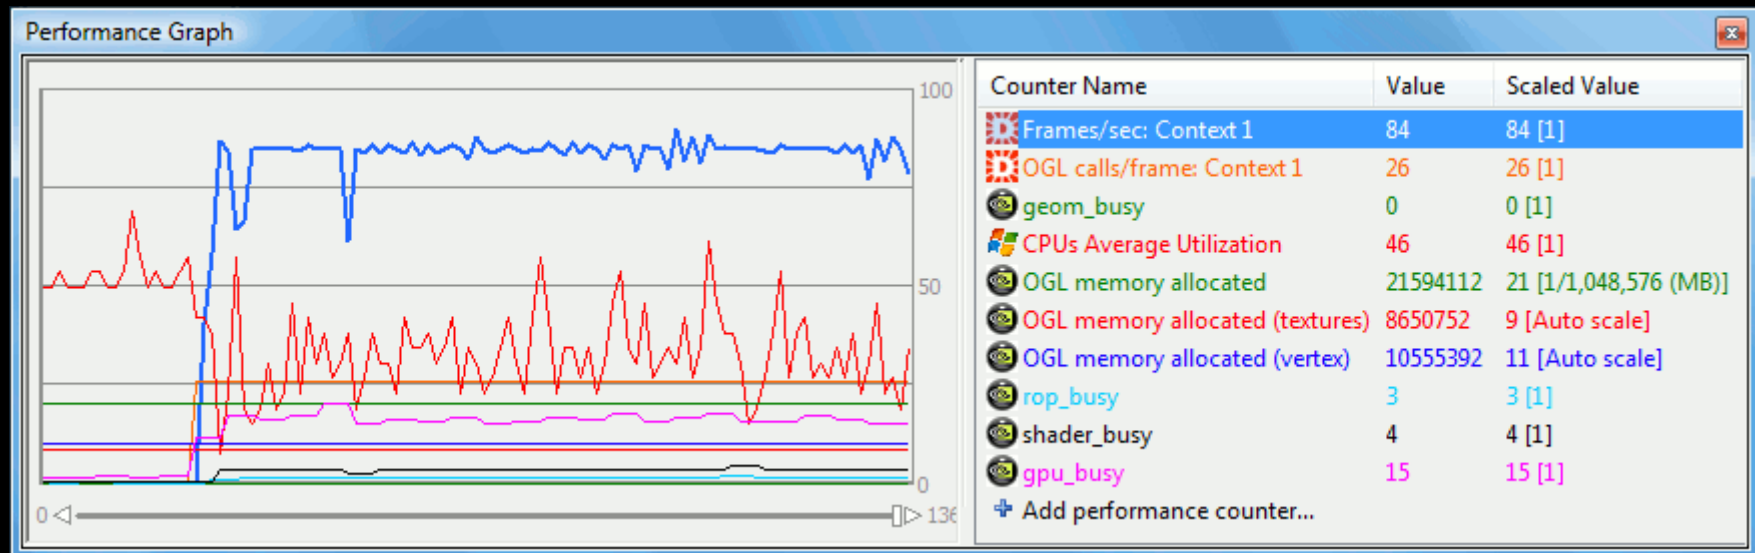 Performance Graph
100
50
0
0 136
Counter Name Value Scaled Value
Frames/sec: Context 1 84 84 [1]
OGL calls/frame: Context 1 26 26 [1]
geom_busy 0 0 [1]
CPUs Average Utilization 46 46 [1]
OGL memory allocated 21594112 21 [1/1,048,576 (MB)]
OGL memory allocated (textures) 8650752 9 [Auto scale]
OGL memory allocated (vertex) 10555392 11 [Auto scale]
rop_busy 3 3 [1]
shader_busy 4 4 [1]
gpu_busy 15 15 [1]
Add performance counter...